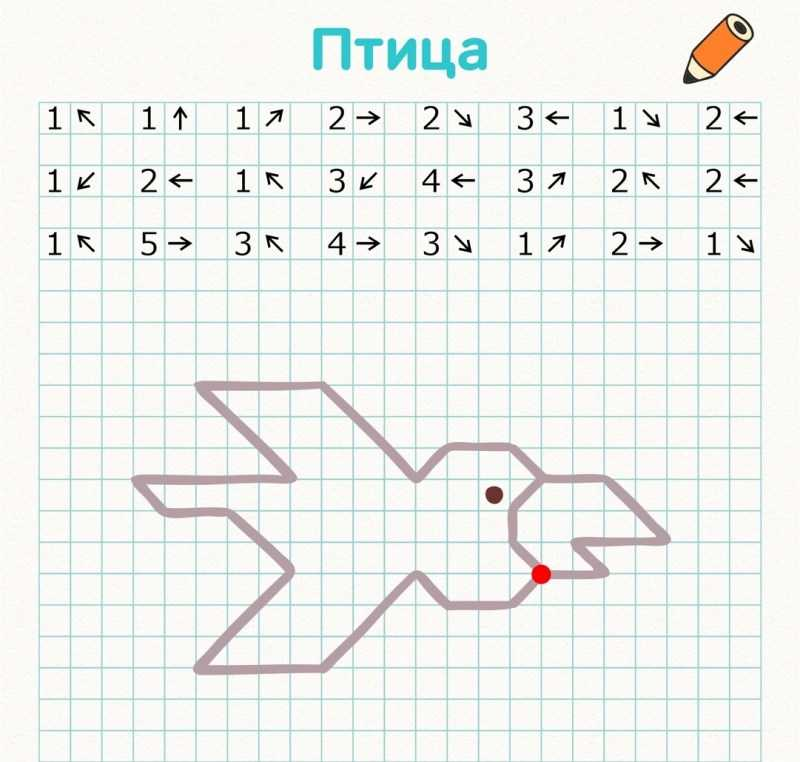 Птица
1 ↖ 1 ↑ 1 ↗ 2 → 2 ↘ 3 ← 1 ↘ 2 ←
1 ↙ 2 ← 1 ↖ 3 ↙ 4 ← 3 ↗ 2 ↖ 2 ←
1 ↖ 5 → 3 ↖ 4 → 3 ↘ 1 ↗ 2 → 1 ↘